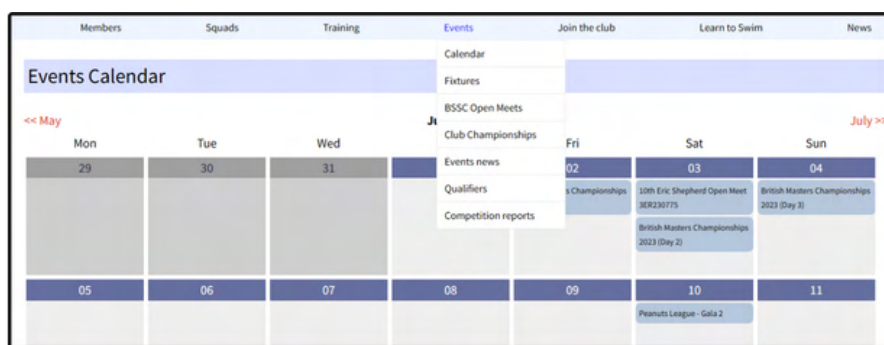 Members Squads Training Events Join the club Learn to Swim News
Calendar
Events Calendar
Fixtures
BSSC Open Meets
<< May Ju July >>
Club Championships
Mon Tue Wed Fri Sat Sun
Events news
29 30 31 02 03 04
Qualifiers
s Championships 10th Eric Shepherd Open Meet British Masters Championships
3ER230775 2023 (Day 3)
Competition reports
British Masters Championships
2023 (Day 2)
05 06 07 08 09 10 11
Peanuts League - Gala 2